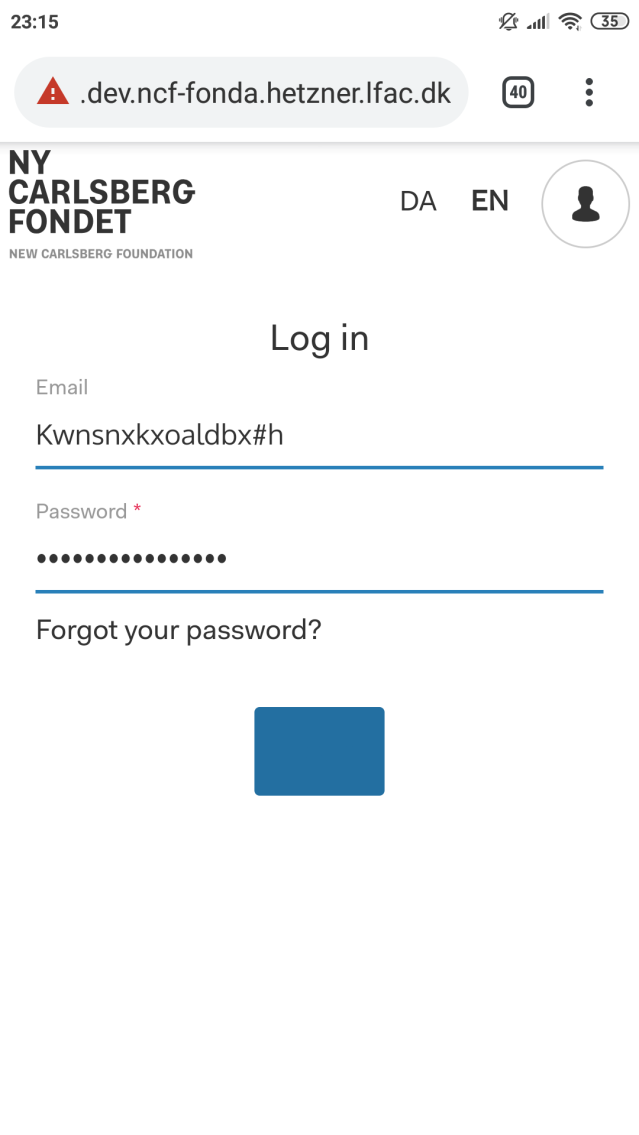 23:15
35
.dev.ncf-fonda.hetzner.lfac.dk
40
NY
CARLSBERG
FONDET
NEW CARLSBERG FOUNDATION
DA EN
Log in
Email
Kwnsnxkxoaldbx#h
Password *
••••••••••••••••
Forgot your password?